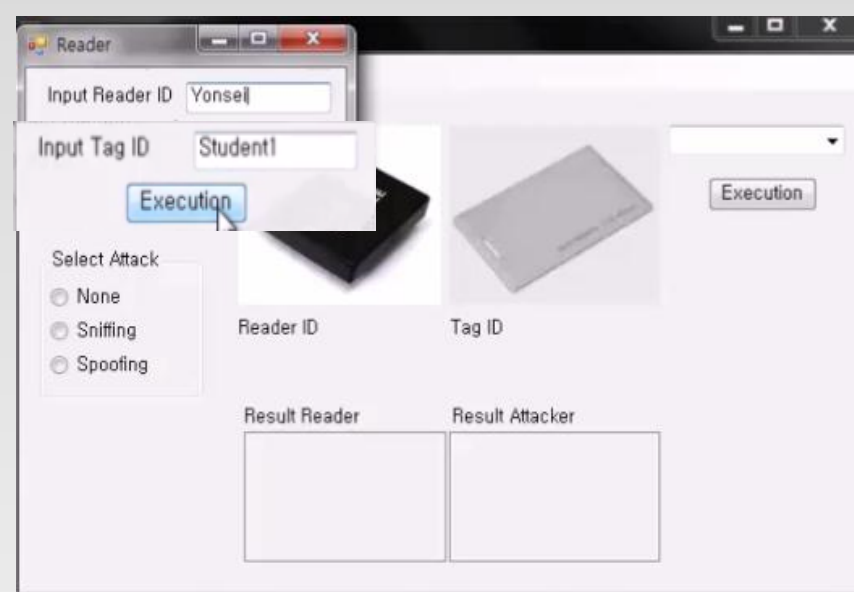 Reader
Input Reader ID Yonsei
Input Tag ID Student1
Execution
Execution
Select Attack
None
Sniffing
Spoofing
Reader ID Tag ID
Result Reader Result Attacker